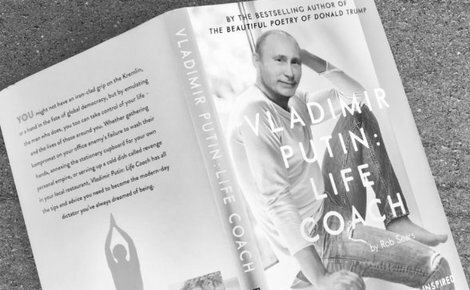 YOU might not have an iron-clad grip on the Kremlin,
or a hand in the fate of global democracy, but by emulating
the man who does, you too can take control of your life –
and the lives of those around you. Whether gathering
kompromat on your office enemy's failure to wash their
hands, annexing the stationery cupboard for your own
personal empire, or serving up a cold dish called revenge
in your local restaurant, Vladimir Putin: Life Coach has all
the tips and advice you need to become the modern-day
dictator you've always dreamed of being.
VLADIMIR PUTIN: LIFE COACH
BY THE BESTSELLING AUTHOR OF
THE BEAUTIFUL POETRY OF DONALD TRUMP
VLADIMIR
PUTIN:
LIFE
COACH
by Rob Sears
INSPIRED